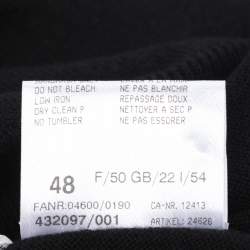 DO NOT BLEACH NE PAS BLANCHIR
LOW IRON REPASSAGE DOUX
DRY CLEAN P NETTOYER A SEC P
NO TUMBLER NE PAS ESSORER
48 F/50 GB/22 I/54
FANR:04600/0190 CA-NR. 12413
432097/001 ARTIKEL: 24626